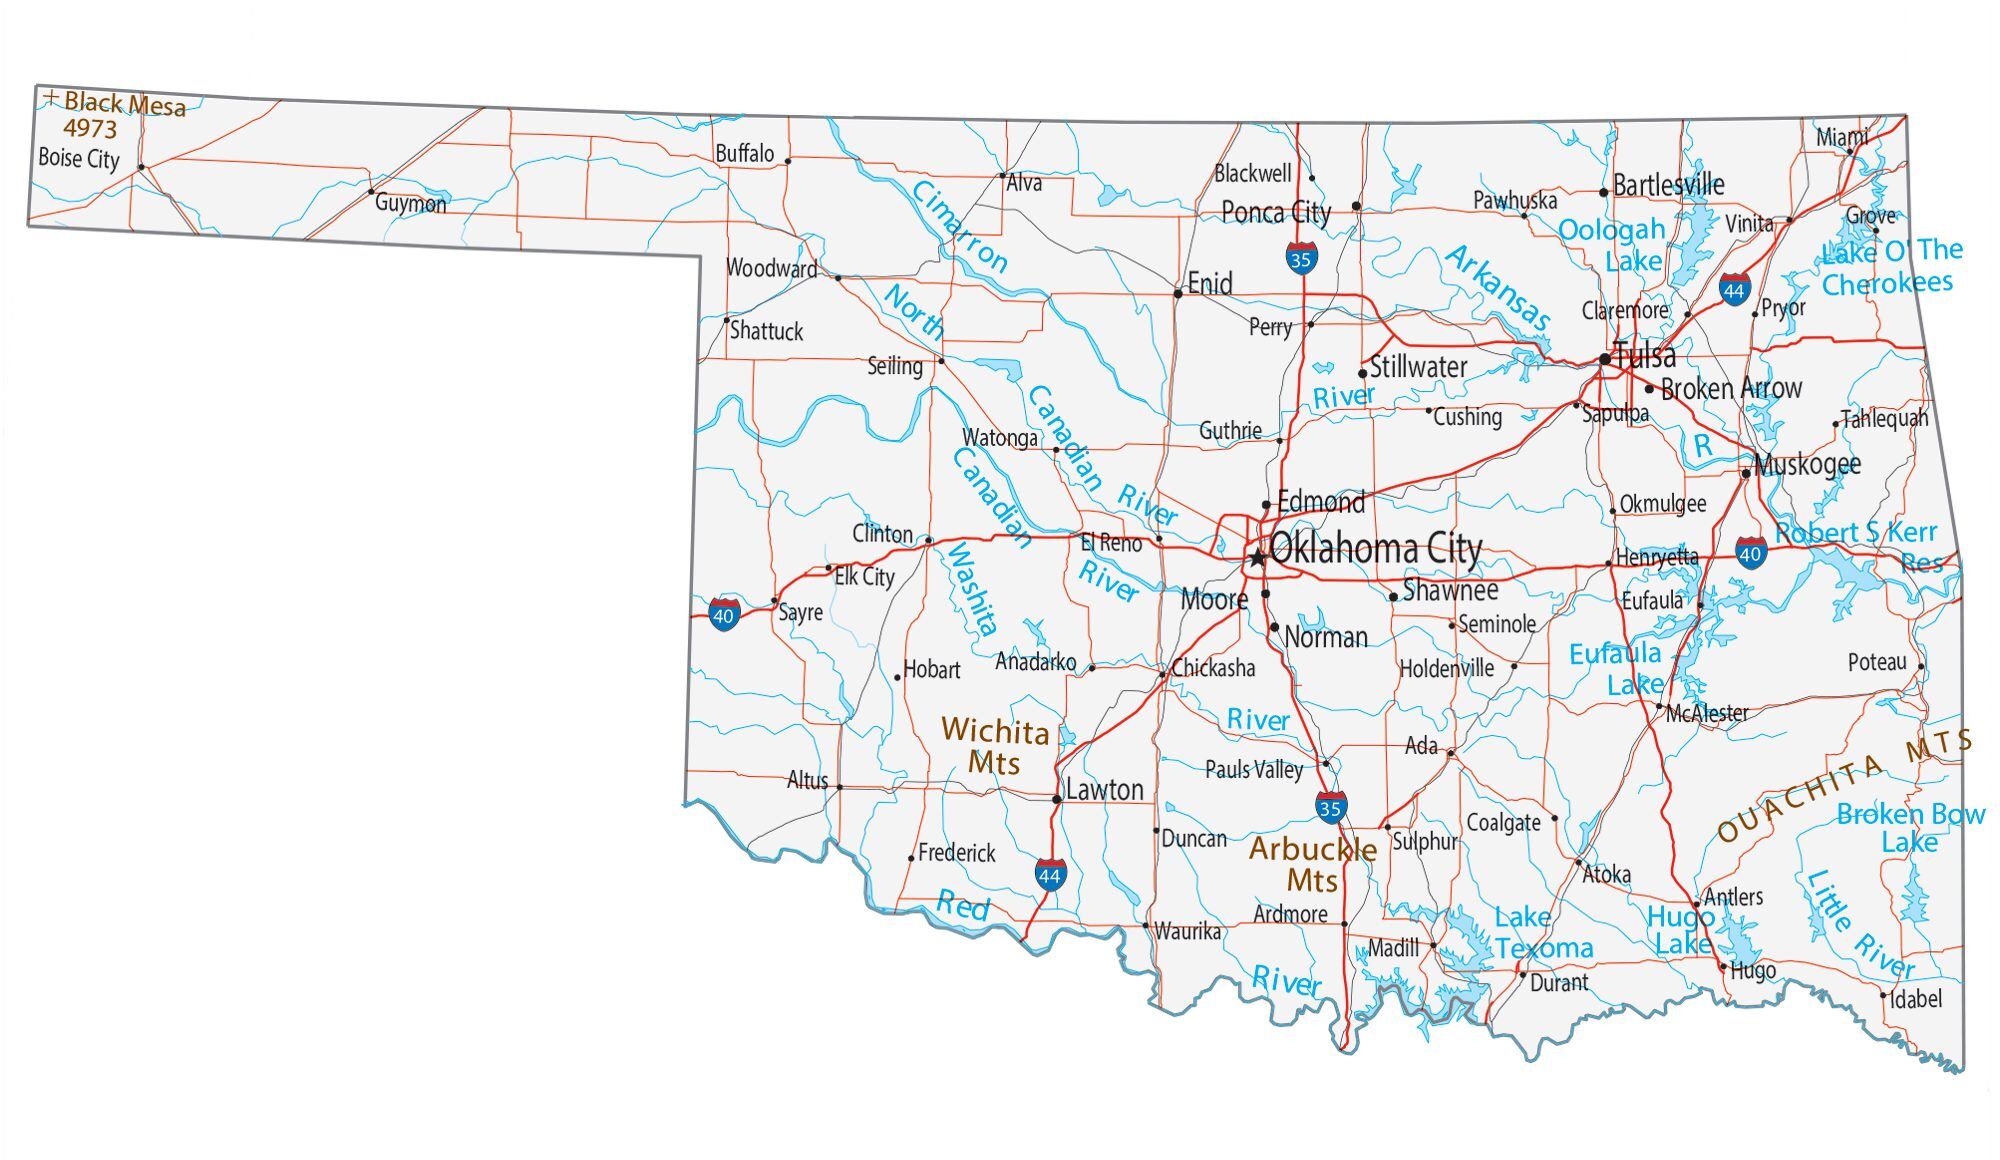 Black Mesa
4973
Boise City
Guymon
Buffalo
Alva
Blackwell
Ponca City
Pawhuska
Bartlesville
Miami
Vinita
Grove
Oologah
Lake
Lake O' The
Cherokees
Cimarron
Woodward
North
Enid
35
Arkansas
44
Claremore
Pryor
Shattuck
Perry
Seiling
Stillwater
Tulsa
Broken Arrow
River
Canadian
Cushing
Sapulpa
Tahlequah
Watonga
Guthrie
R
Muskogee
Canadian
River
Edmond
Okmulgee
Clinton
El Reno
Oklahoma City
Henryetta
40
Robert S Kerr
Res
Elk City
Washita
River
Moore
Shawnee
Eufaula
40
Sayre
Norman
Seminole
Hobart
Anadarko
Chickasha
Holdenville
Eufaula
Lake
Poteau
McAlester
Wichita
Mts
River
Ada
OUACHITA MTS
Pauls Valley
Altus
Lawton
35
Broken Bow
Lake
Duncan
Arbuckle
Mts
Sulphur
Coalgate
Frederick
44
Atoka
Little River
Red
Waurika
Ardmore
Madill
Lake
Texoma
Antlers
Hugo
Lake
Hugo
River
Durant
Idabel